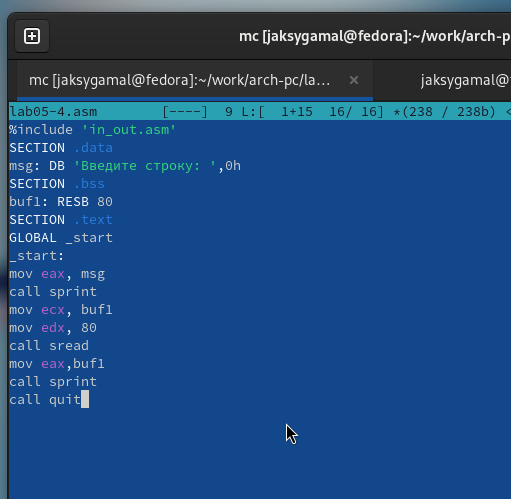 mc [jaksygamal@fedora]:~/work/arch-p
mc [jaksygamal@fedora]:~/work/arch-pc/la... × jaksygamal@
lab05-4.asm [----] 9 L:[ 1+15 16/ 16] *(238 / 238b) <
%include 'in_out.asm'
SECTION .data
msg: DB 'Введите строку: ',0h
SECTION .bss
buf1: RESB 80
SECTION .text
GLOBAL _start
_start:
mov eax, msg
call sprint
mov ecx, buf1
mov edx, 80
call sread
mov eax,buf1
call sprint
call quit